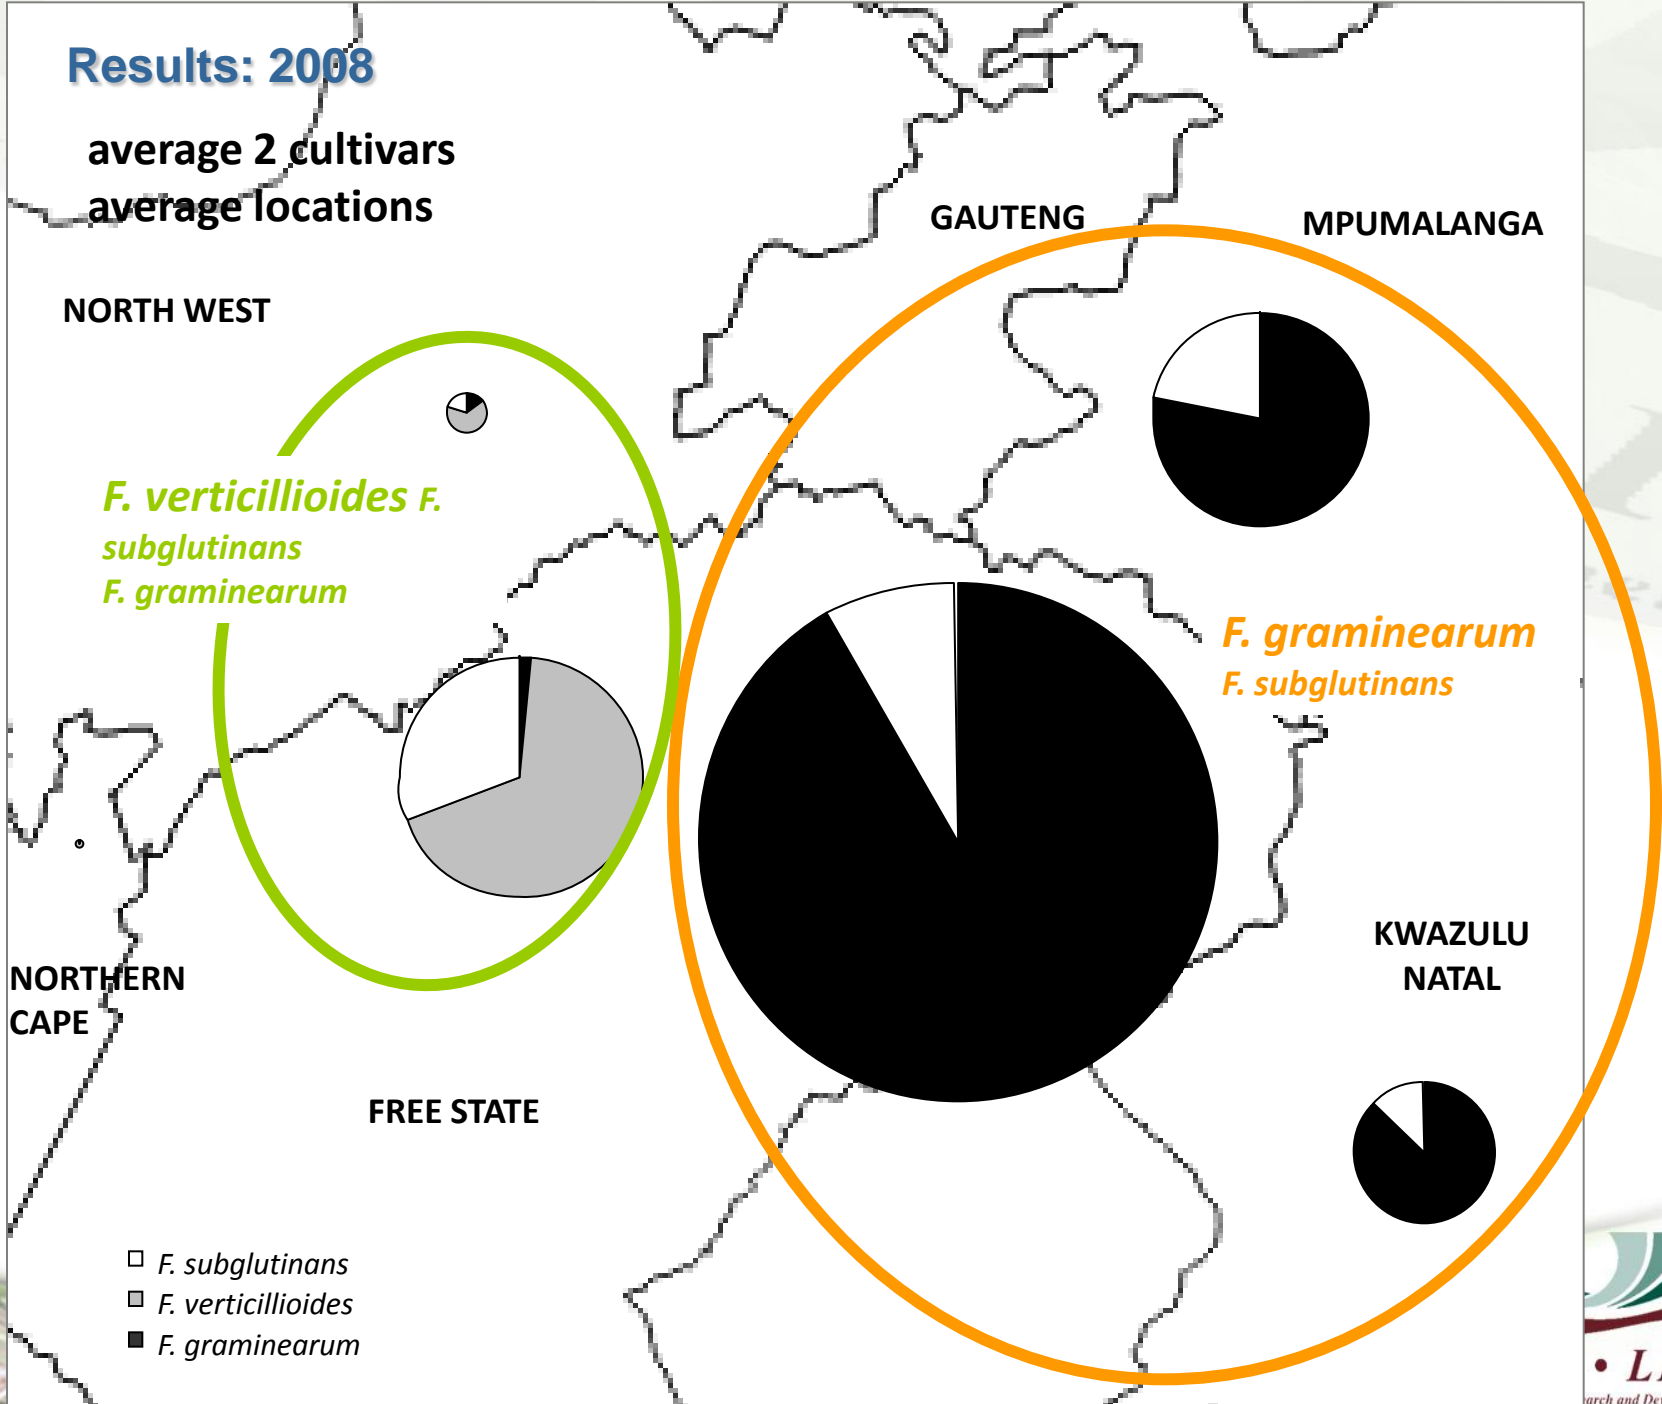 Results: 2008
average 2 cultivars
average locations
GAUTENG
MPUMALANGA
NORTH WEST
F. verticillioides F.
subglutinans
F. graminearum
F. graminearum
F. subglutinans
KWAZULU
NATAL
NORTHERN
CAPE
FREE STATE
F. subglutinans
F. verticillioides
F. graminearum